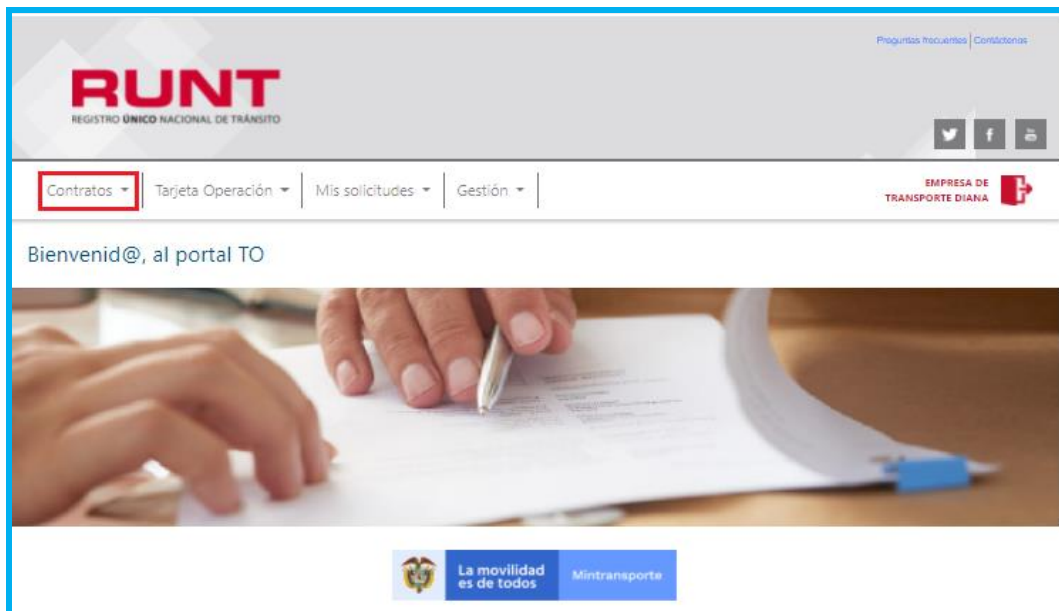 Preguntas frecuentes | Contáctenos
RUNT
REGISTRO ÚNICO NACIONAL DE TRÁNSITO
Contratos
Tarjeta Operación
Mis solicitudes
Gestión
EMPRESA DE
TRANSPORTE DIANA
Bienvenid@, al portal TO
La movilidad
es de todos
Mintransporte